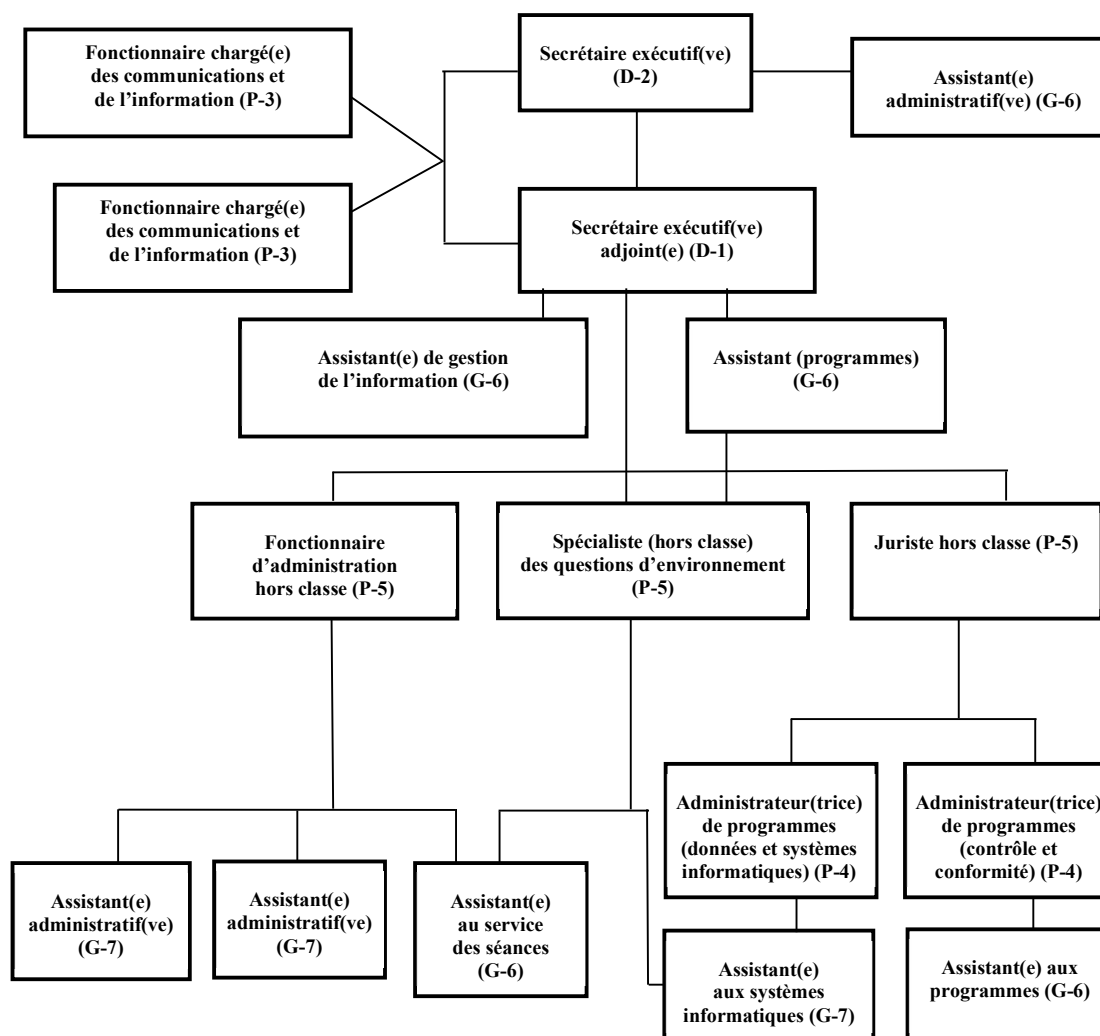 Fonctionnaire chargé(e)
des communications et
de l’information (P-3)
Secrétaire exécutif(ve)
(D-2)
Assistant(e)
administratif(ve) (G-6)
Fonctionnaire chargé(e)
des communications et
de l’information (P-3)
Secrétaire exécutif(ve)
adjoint(e) (D-1)
Assistant(e) de gestion
de l’information (G-6)
Assistant (programmes)
(G-6)
Fonctionnaire
d’administration
hors classe (P-5)
Spécialiste (hors classe)
des questions d’environnement
(P-5)
Juriste hors classe (P-5)
Administrateur(trice)
de programmes
(données et systèmes
informatiques) (P-4)
Administrateur(trice)
de programmes
(contrôle et
conformité) (P-4)
Assistant(e)
administratif(ve)
(G-7)
Assistant(e)
administratif(ve)
(G-7)
Assistant(e)
au service
des séances
(G-6)
Assistant(e)
aux systèmes
informatiques (G-7)
Assistant(e) aux
programmes (G-6)